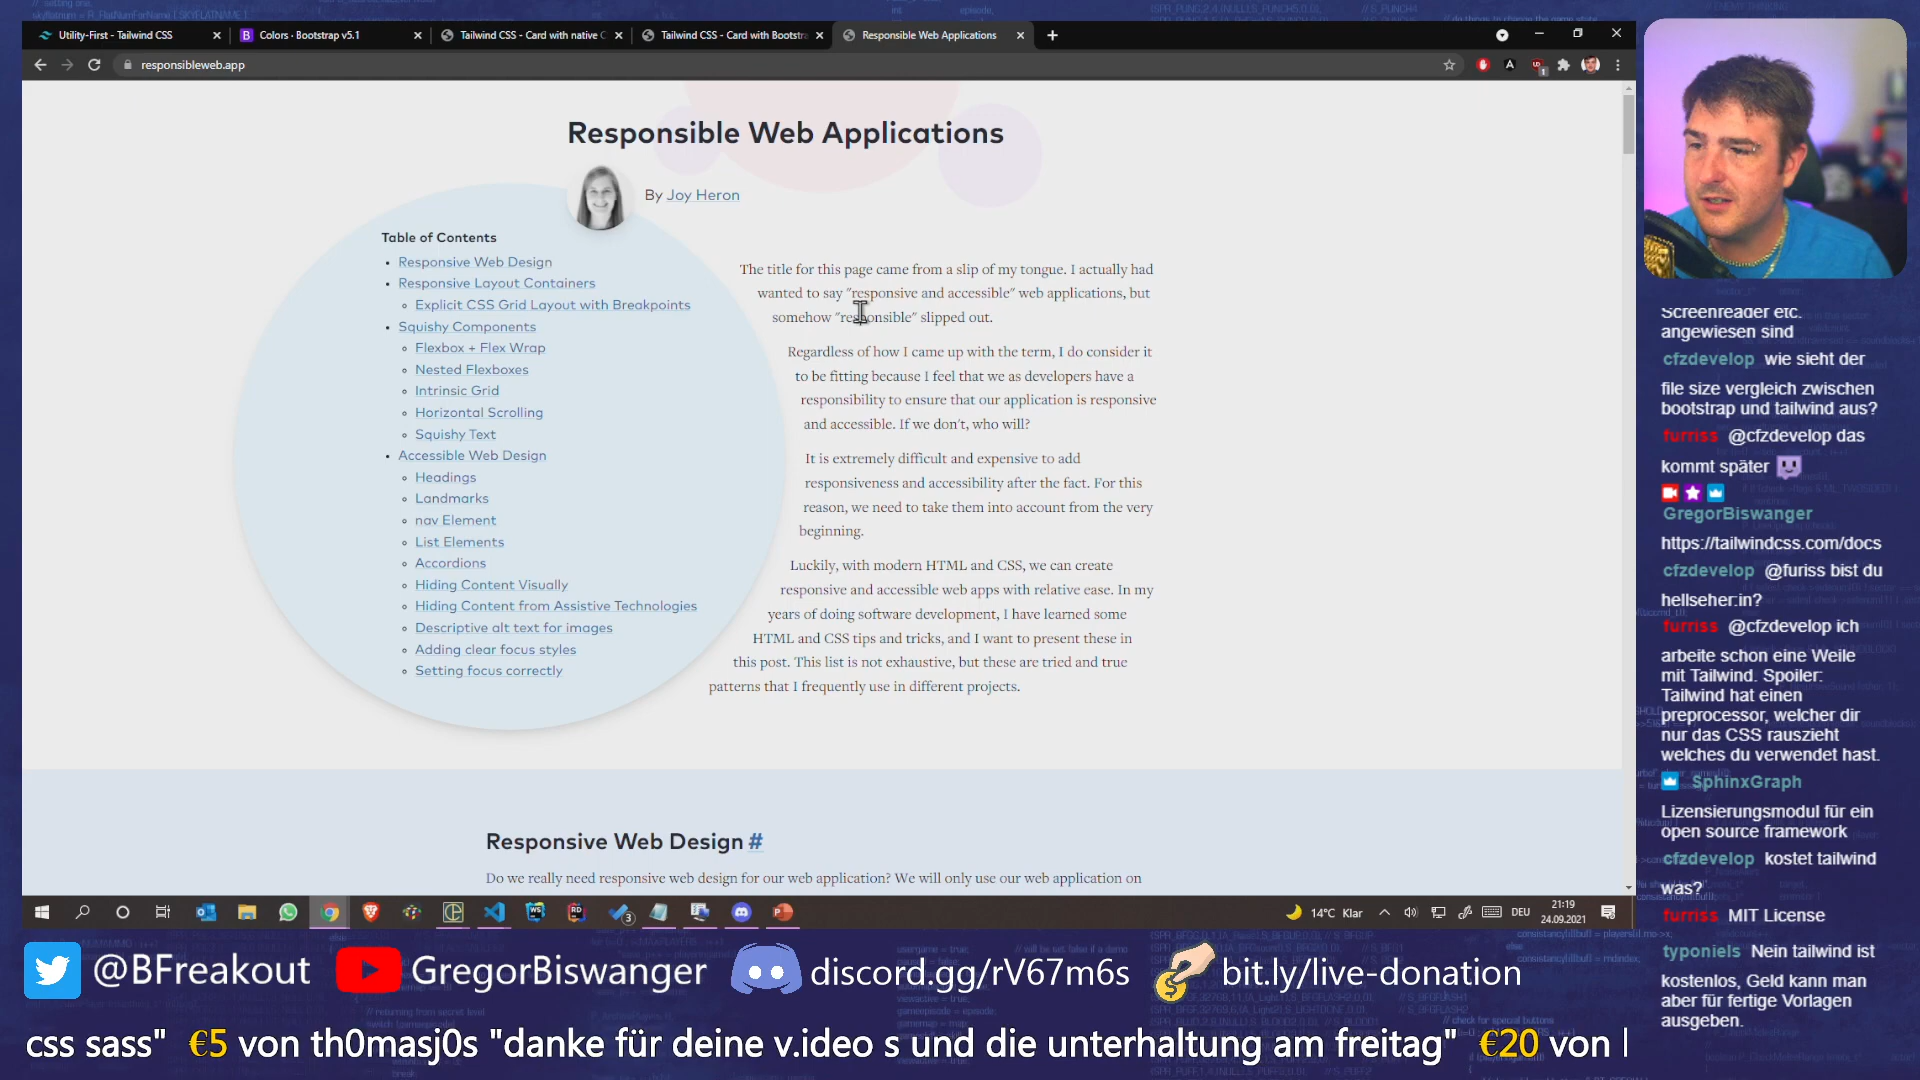 Utility-First - Tailwind CSS
Colors · Bootstrap v5.1
Tailwind CSS - Card with native C
Tailwind CSS - Card with Bootstra
Responsible Web Applications
responsibleweb.app
Responsible Web Applications
By Joy Heron
Table of Contents
Responsive Web Design
Responsive Layout Containers
Explicit CSS Grid Layout with Breakpoints
Squishy Components
Flexbox + Flex Wrap
Nested Flexboxes
Intrinsic Grid
Horizontal Scrolling
Squishy Text
Accessible Web Design
Headings
Landmarks
nav Element
List Elements
Accordions
Hiding Content Visually
Hiding Content from Assistive Technologies
Descriptive alt text for images
Adding clear focus styles
Setting focus correctly
The title for this page came from a slip of my tongue. I actually had
wanted to say "responsive and accessible" web applications, but
somehow "responsible" slipped out.
Regardless of how I came up with the term, I do consider it
to be fitting because I feel that we as developers have a
responsibility to ensure that our application is responsive
and accessible. If we don't, who will?
It is extremely difficult and expensive to add
responsiveness and accessibility after the fact. For this
reason, we need to take them into account from the very
beginning.
Luckily, with modern HTML and CSS, we can create
responsive and accessible web apps with relative ease. In my
years of doing software development, I have learned some
HTML and CSS tips and tricks, and I want to present these in
this post. This list is not exhaustive, but these are tried and true
patterns that I frequently use in different projects.
Responsive Web Design #
Do we really need responsive web design for our web application? We will only use our web application on
14°C Klar
DEU
21:19
24.09.2021
Screenreader etc.
angewiesen sind
cfzdevelop wie sieht der
file size vergleich zwischen
bootstrap und tailwind aus?
furriss @cfzdevelop das
kommt später
GregorBiswanger
https://tailwindcss.com/docs
cfzdevelop @furiss bist du
hellseher:in?
furriss @cfzdevelop ich
arbeite schon eine Weile
mit Tailwind. Spoiler:
Tailwind hat einen
preprocessor, welcher dir
nur das CSS rauszieht
welches du verwendet hast.
SphinxGraph
Lizensierungsmodul für ein
open source framework
cfzdevelop kostet tailwind
was?
furriss MIT License
typoniels Nein tailwind ist
kostenlos, Geld kann man
aber für fertige Vorlagen
ausgeben.
@BFreakout
GregorBiswanger
discord.gg/rV67m6s
bit.ly/live-donation
css sass" €5 von th0masj0s "danke für deine v.ideo s und die unterhaltung am freitag" €20 von